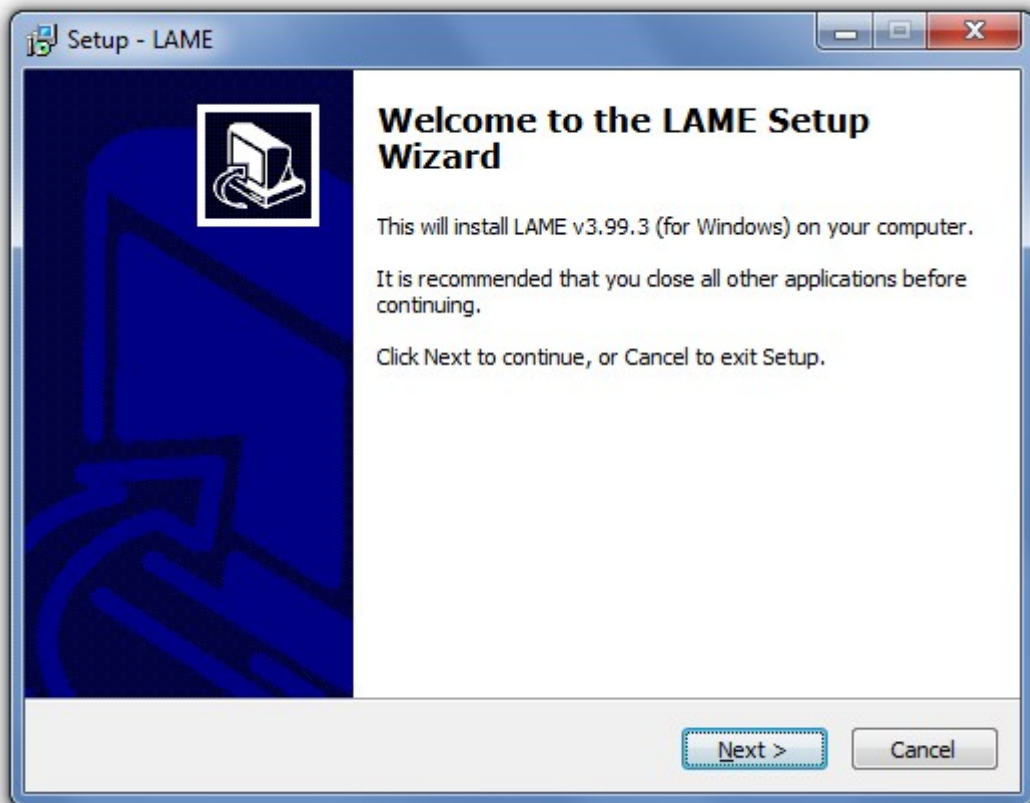 Setup - LAME
Welcome to the LAME Setup
Wizard
This will install LAME v3.99.3 (for Windows) on your computer.
It is recommended that you close all other applications before
continuing.
Click Next to continue, or Cancel to exit Setup.
Next >
Cancel